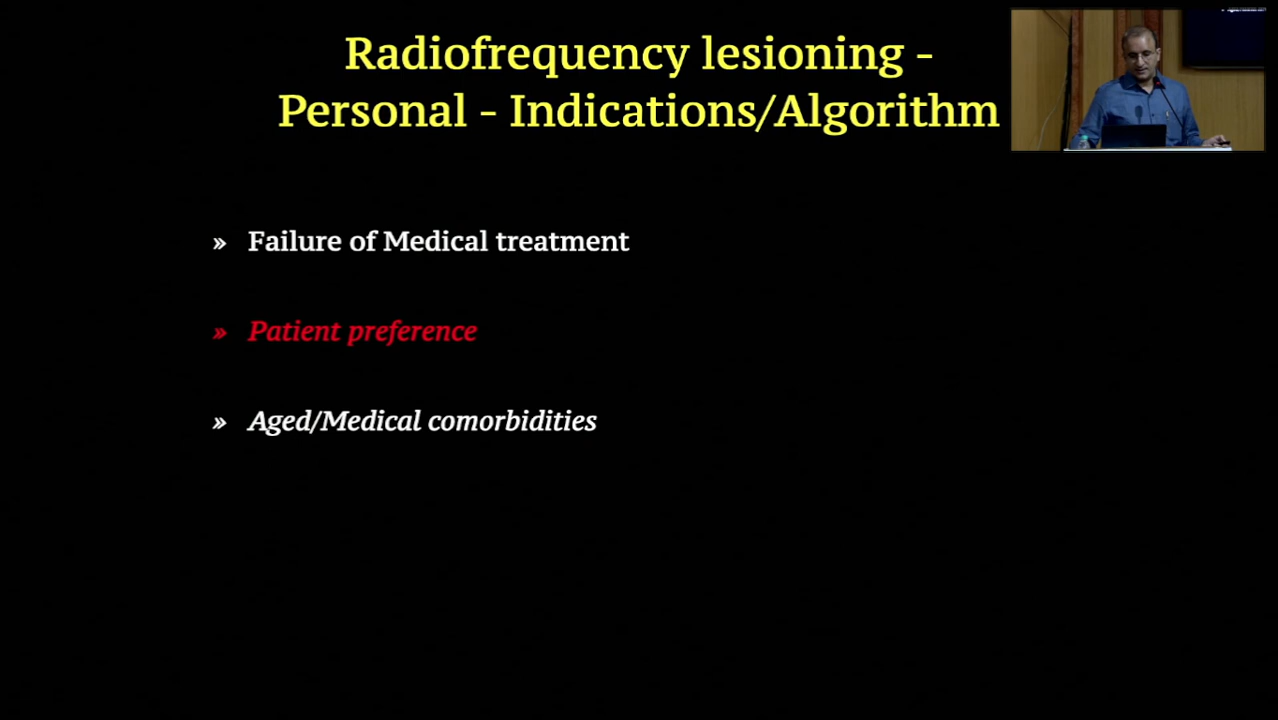 Radiofrequency lesioning -
Personal - Indications/Algorithm
» Failure of Medical treatment
» Patient preference
» Aged/Medical comorbidities